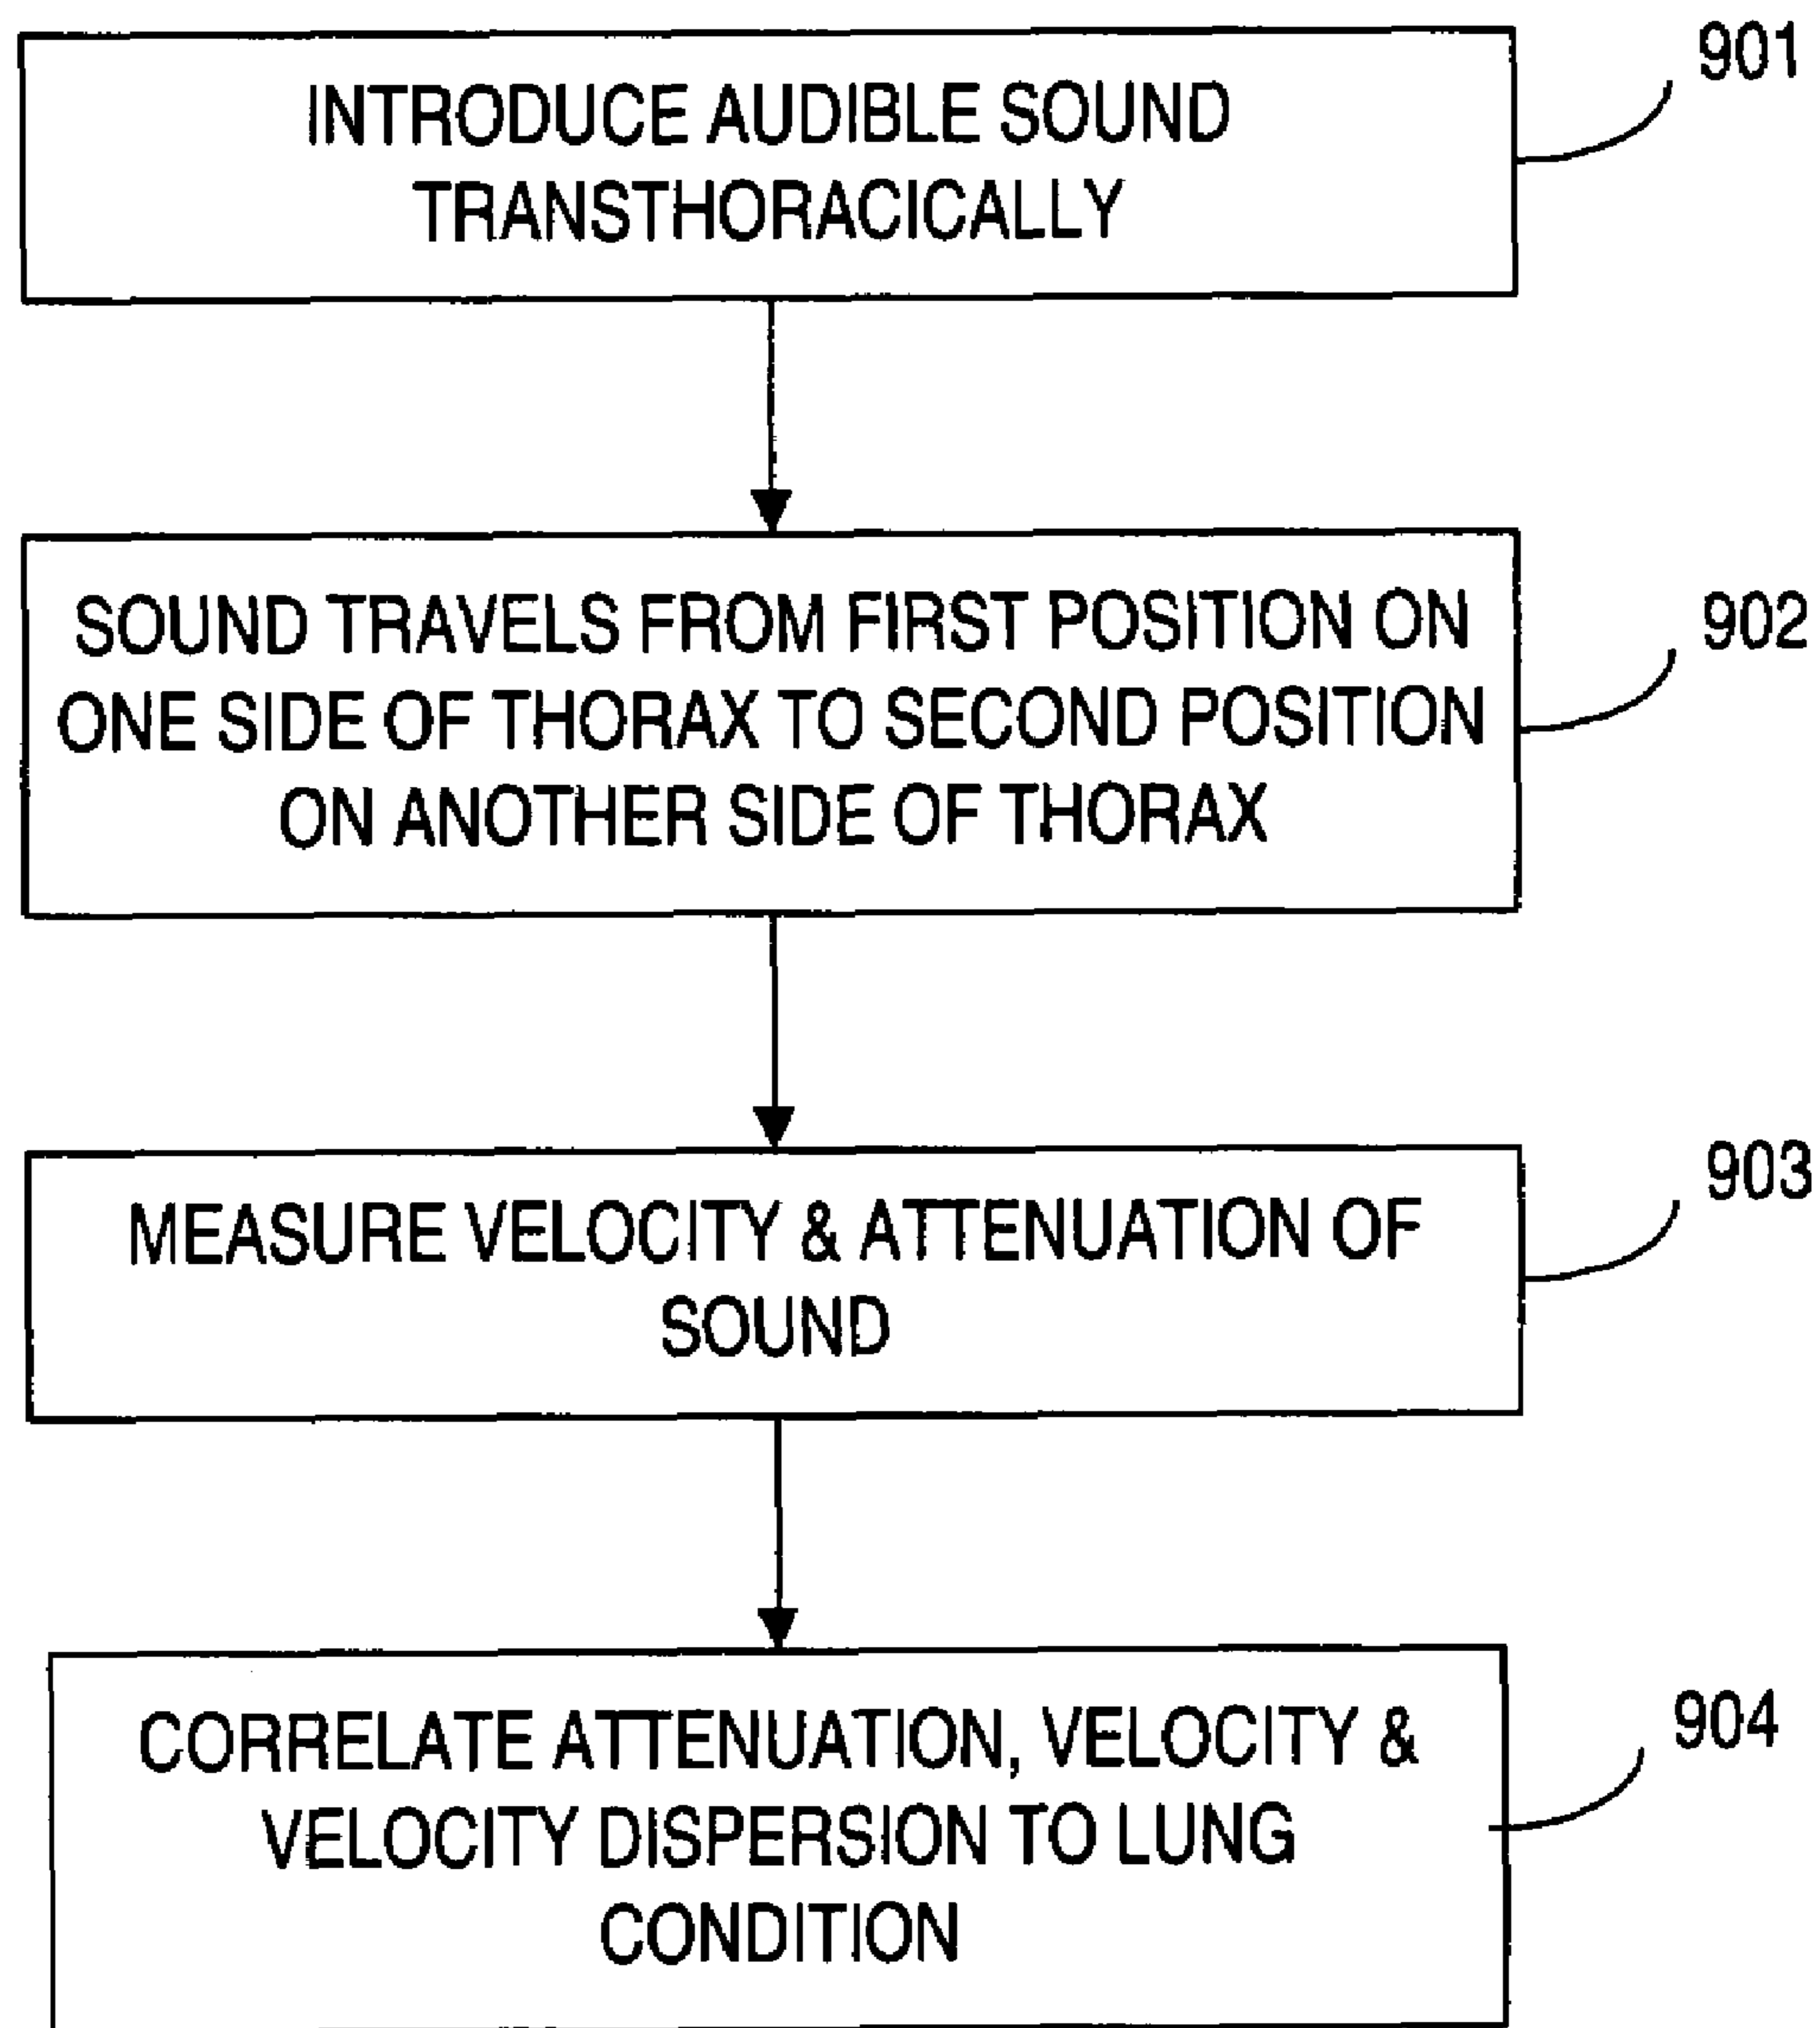 901
INTRODUCE AUDIBLE SOUND
TRANSTHORACICALLY
902
SOUND TRAVELS FROM FIRST POSITION ON
ONE SIDE OF THORAX TO SECOND POSITION
ON ANOTHER SIDE OF THORAX
903
MEASURE VELOCITY & ATTENUATION OF
SOUND
904
CORRELATE ATTENUATION, VELOCITY &
VELOCITY DISPERSION TO LUNG
CONDITION